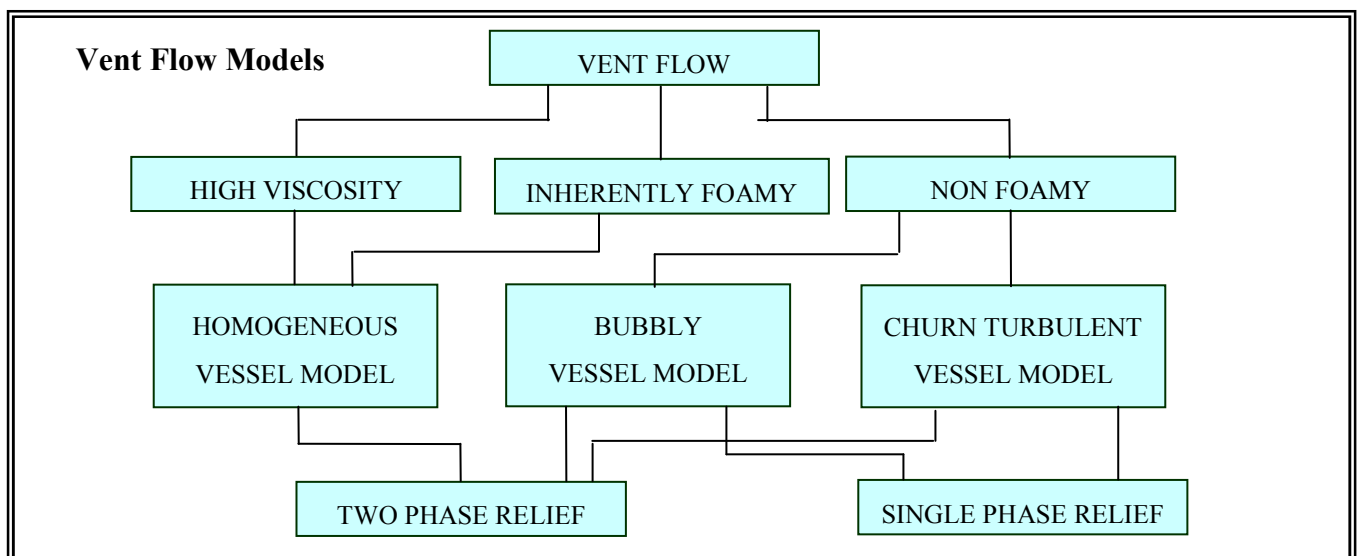 Vent Flow Models
VENT FLOW
HIGH VISCOSITY
INHERENTLY FOAMY
NON FOAMY
HOMOGENEOUS
VESSEL MODEL
BUBBLY
VESSEL MODEL
CHURN TURBULENT
VESSEL MODEL
TWO PHASE RELIEF
SINGLE PHASE RELIEF